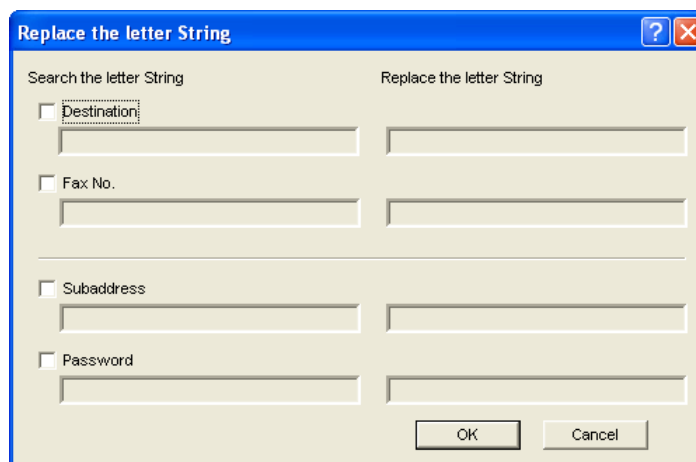 Replace the letter String
Search the letter String Replace the letter String
Destination
Fax No.
Subaddress
Password
OK Cancel